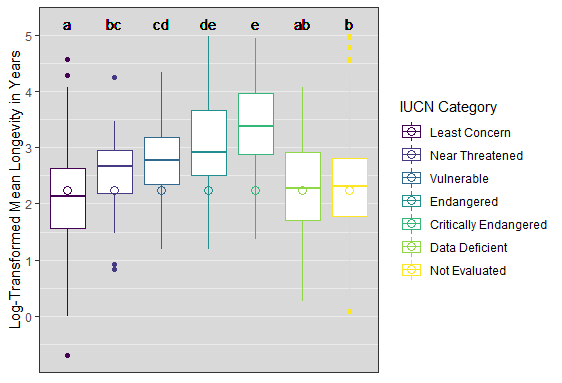 a bc cd de e ab b
Log-Transformed Mean Longevity in Years
5
4
3
2
1
0
IUCN Category
Least Concern
Near Threatened
Vulnerable
Endangered
Critically Endangered
Data Deficient
Not Evaluated